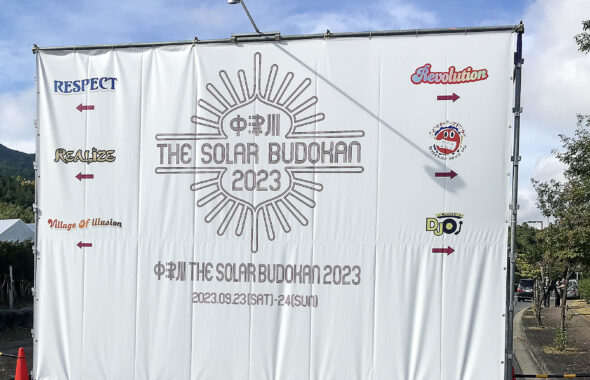 RESPECT
REALIZE
Village Of illusion
中津川
THE SOLAR BUDOKAN
2023
中津川 THE SOLAR BUDOKAN 2023
2023.09.23(SAT)-24(SUN)
Revolution